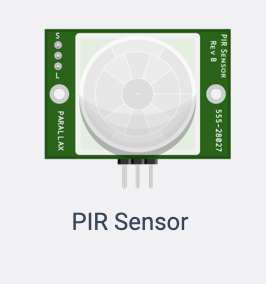 S
L
PARALLAX
PIR SENSOR
REV B
555-28027
PIR Sensor